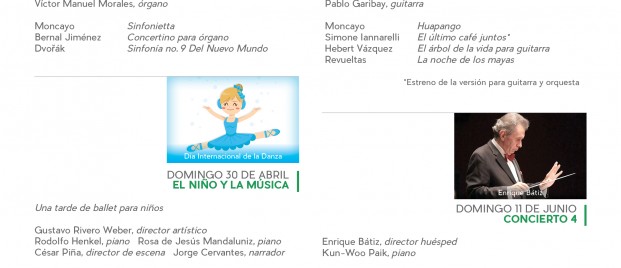 Víctor Manuel Morales, órgano
Moncayo Sinfonietta
Bernal Jiménez Concertino para órgano
Dvořák Sinfonía no. 9 Del Nuevo Mundo
Día Internacional de la Danza
DOMINGO 30 DE ABRIL
EL NIÑO Y LA MÚSICA
Una tarde de ballet para niños
Gustavo Rivero Weber, director artístico
Rodolfo Henkel, piano Rosa de Jesús Mandaluniz, piano
César Piña, director de escena Jorge Cervantes, narrador
Pablo Garibay, guitarra
Moncayo Huapango
Simone Iannarelli El último café juntos*
Hebert Vázquez El árbol de la vida para guitarra
Revueltas La noche de los mayas
*Estreno de la versión para guitarra y orquesta
Enrique Bátiz
DOMINGO 11 DE JUNIO
CONCIERTO 4
Enrique Bátiz, director huésped
Kun-Woo Paik, piano